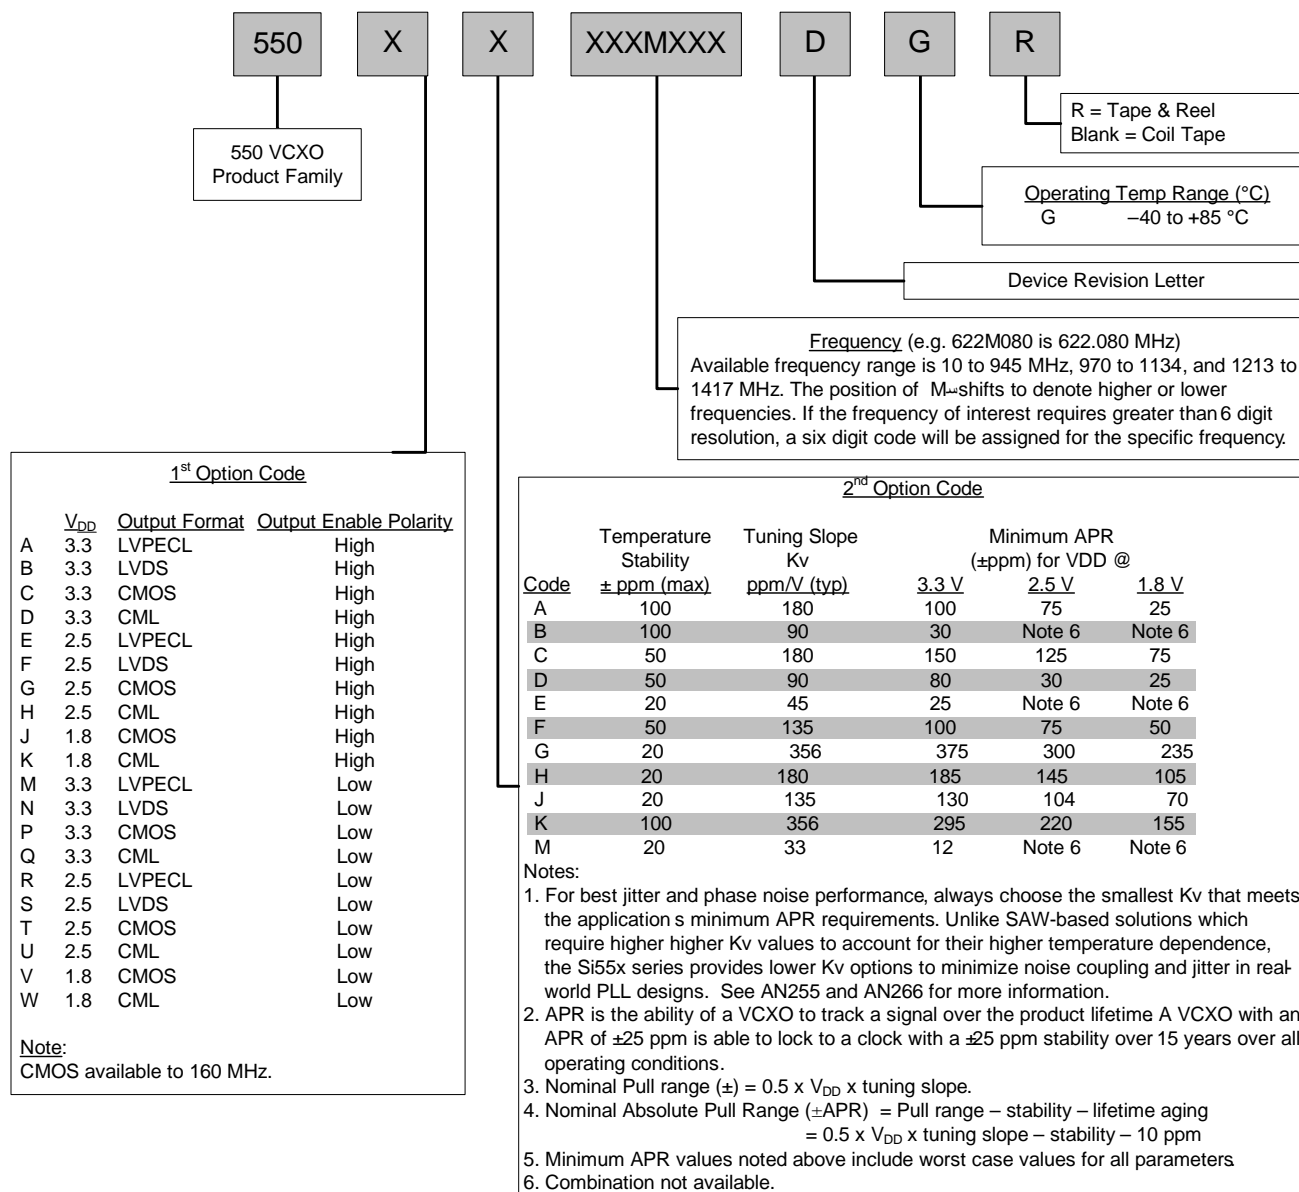 550 X X XXXMXXX D G R
R = Tape & Reel
Blank = Coil Tape
550 VCXO
Product Family
Operating Temp Range (°C)
G –40 to +85 °C
Device Revision Letter
Frequency (e.g. 622M080 is 622.080 MHz)
Available frequency range is 10 to 945 MHz, 970 to 1134, and 1213 to
1417 MHz. The position of M shifts to denote higher or lower
frequencies. If the frequency of interest requires greater than 6 digit
resolution, a six digit code will be assigned for the specific frequency.
1st Option Code
VDD Output Format Output Enable Polarity
A 3.3 LVPECL High
B 3.3 LVDS High
C 3.3 CMOS High
D 3.3 CML High
E 2.5 LVPECL High
F 2.5 LVDS High
G 2.5 CMOS High
H 2.5 CML High
J 1.8 CMOS High
K 1.8 CML High
M 3.3 LVPECL Low
N 3.3 LVDS Low
P 3.3 CMOS Low
Q 3.3 CML Low
R 2.5 LVPECL Low
S 2.5 LVDS Low
T 2.5 CMOS Low
U 2.5 CML Low
V 1.8 CMOS Low
W 1.8 CML Low
Note:
CMOS available to 160 MHz.
2nd Option Code
Temperature Tuning Slope Minimum APR
Stability Kv (±ppm) for VDD @
Code ± ppm (max) ppm/V (typ) 3.3 V 2.5 V 1.8 V
A 100 180 100 75 25
B 100 90 30 Note 6 Note 6
C 50 180 150 125 75
D 50 90 80 30 25
E 20 45 25 Note 6 Note 6
F 50 135 100 75 50
G 20 356 375 300 235
H 20 180 185 145 105
J 20 135 130 104 70
K 100 356 295 220 155
M 20 33 12 Note 6 Note 6
Notes:
1. For best jitter and phase noise performance, always choose the smallest Kv that meets
the application s minimum APR requirements. Unlike SAW-based solutions which
require higher higher Kv values to account for their higher temperature dependence,
the Si55x series provides lower Kv options to minimize noise coupling and jitter in real-
world PLL designs. See AN255 and AN266 for more information.
2. APR is the ability of a VCXO to track a signal over the product lifetime A VCXO with an
APR of ±25 ppm is able to lock to a clock with a ±25 ppm stability over 15 years over all
operating conditions.
3. Nominal Pull range (±) = 0.5 x VDD x tuning slope.
4. Nominal Absolute Pull Range (±APR) = Pull range – stability – lifetime aging
= 0.5 x VDD x tuning slope – stability – 10 ppm
5. Minimum APR values noted above include worst case values for all parameters.
6. Combination not available.